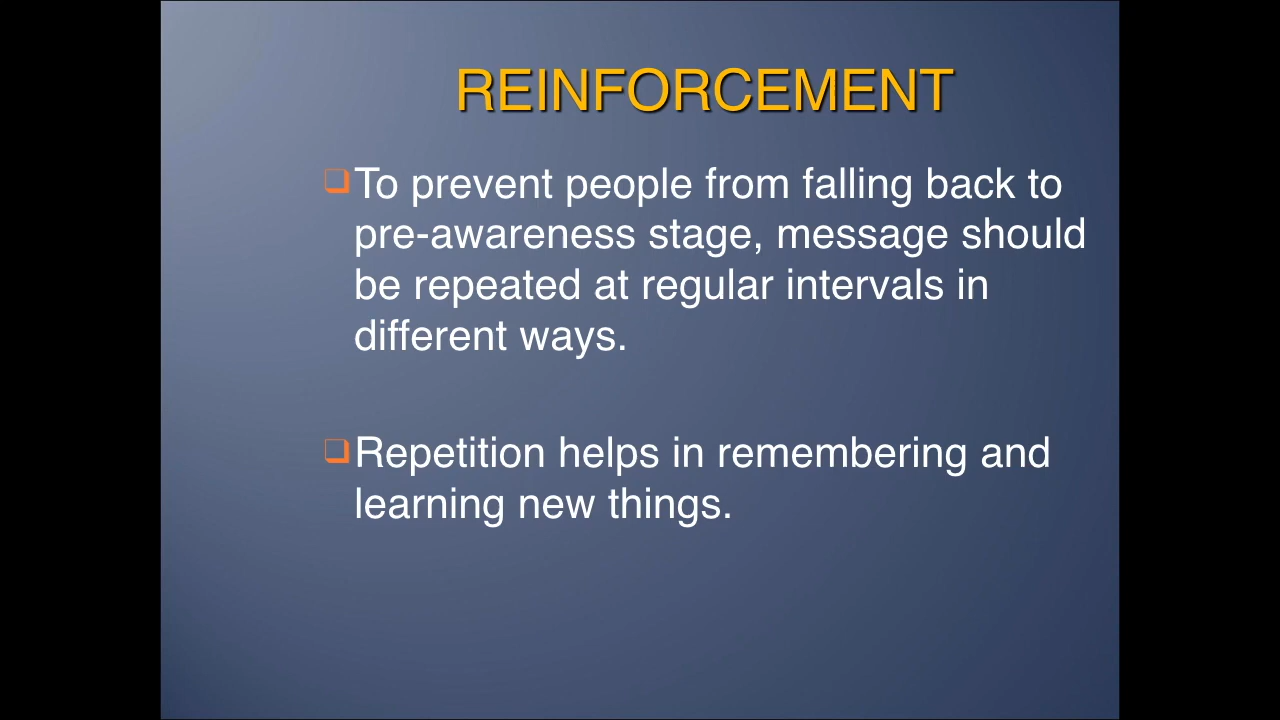 REINFORCEMENT
❑To prevent people from falling back to
pre-awareness stage, message should
be repeated at regular intervals in
different ways.
❑Repetition helps in remembering and
learning new things.